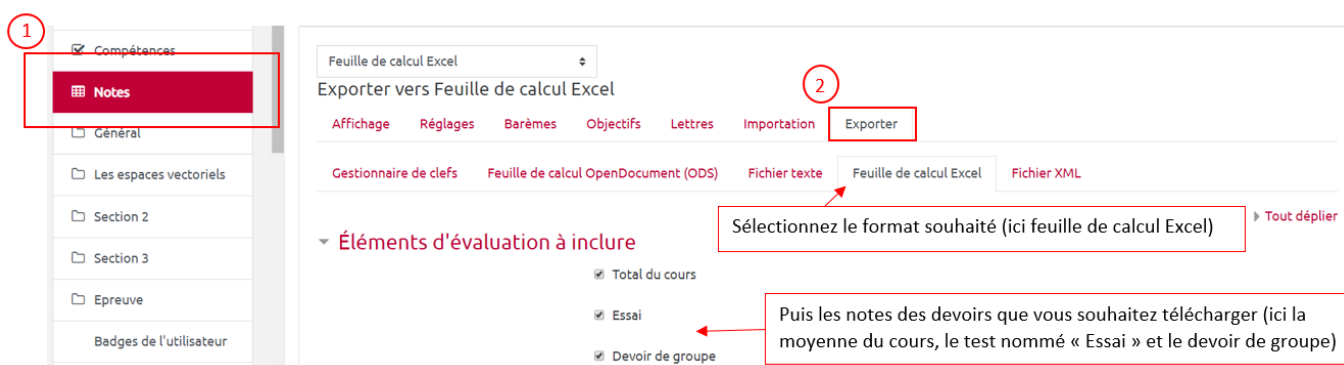 1
Compétences
Notes
Général
Les espaces vectoriels
Section 2
Section 3
Epreuve
Badges de l'utilisateur
Feuille de calcul Excel
Exporter vers Feuille de calcul Excel
2
Affichage Réglages Barèmes Objectifs Lettres Importation Exporter
Gestionnaire de clefs Feuille de calcul OpenDocument (ODS) Fichier texte Feuille de calcul Excel Fichier XML
Sélectionnez le format souhaité (ici feuille de calcul Excel)
Tout déplier
Éléments d'évaluation à inclure
Total du cours
Essai
Devoir de groupe
Puis les notes des devoirs que vous souhaitez télécharger (ici la
moyenne du cours, le test nommé « Essai » et le devoir de groupe)